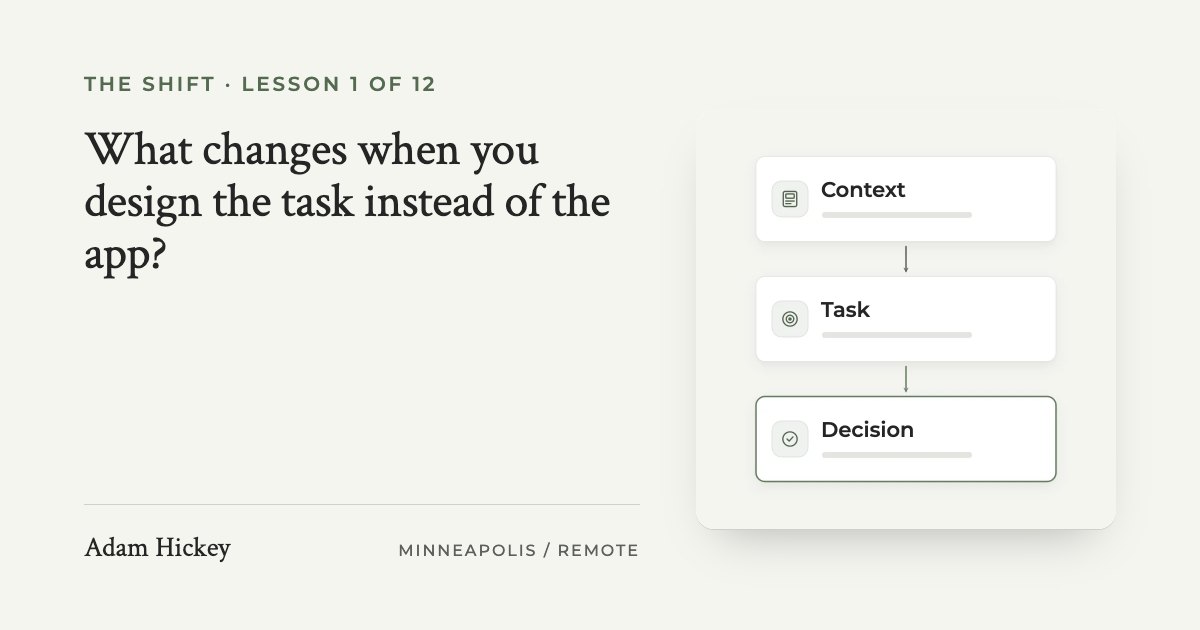 THE SHIFT · LESSON 1 OF 12
What changes when you
design the task instead of the
app?
Adam Hickey
MINNEAPOLIS / REMOTE
Context
Task
Decision